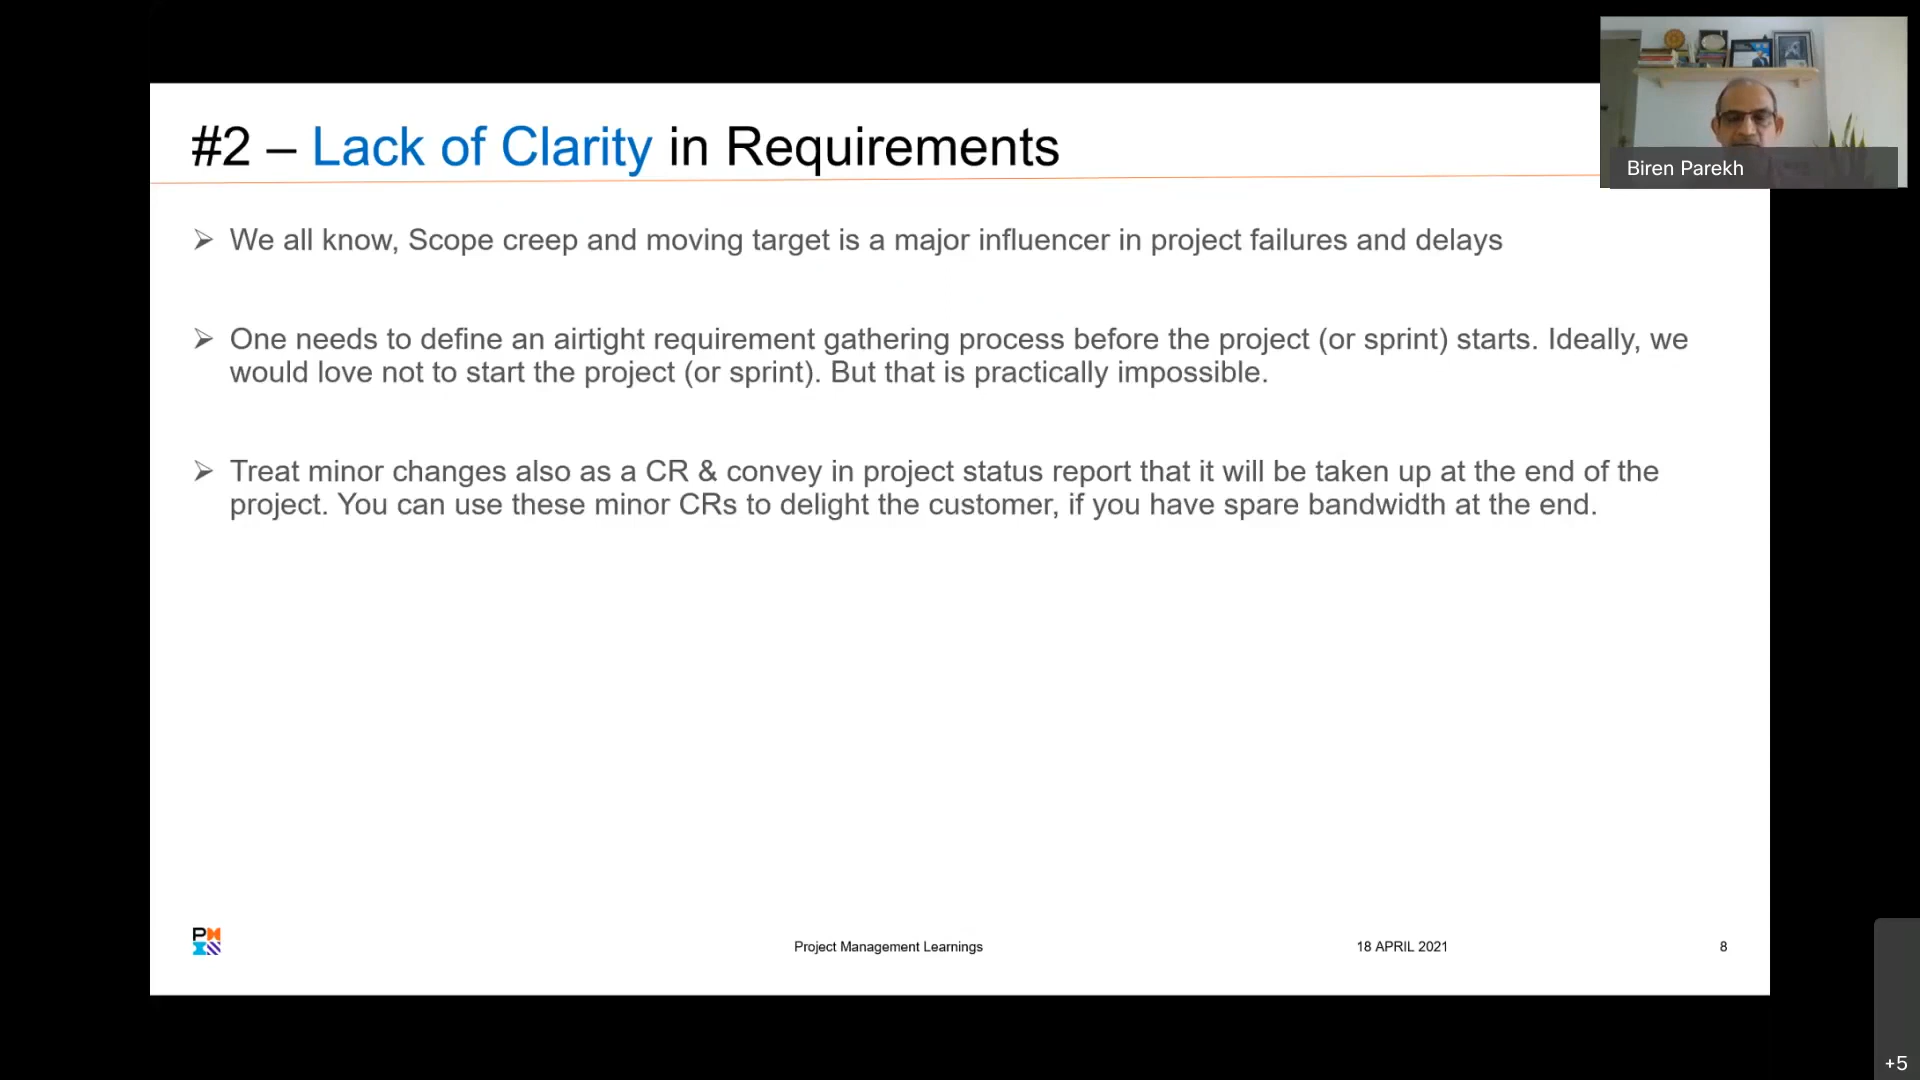 #2 – Lack of Clarity in Requirements
Biren Parekh
➢ We all know, Scope creep and moving target is a major influencer in project failures and delays
➢ One needs to define an airtight requirement gathering process before the project (or sprint) starts. Ideally, we
would love not to start the project (or sprint). But that is practically impossible.
➢ Treat minor changes also as a CR & convey in project status report that it will be taken up at the end of the
project. You can use these minor CRs to delight the customer, if you have spare bandwidth at the end.
Project Management Learnings
18 APRIL 2021
8
+5